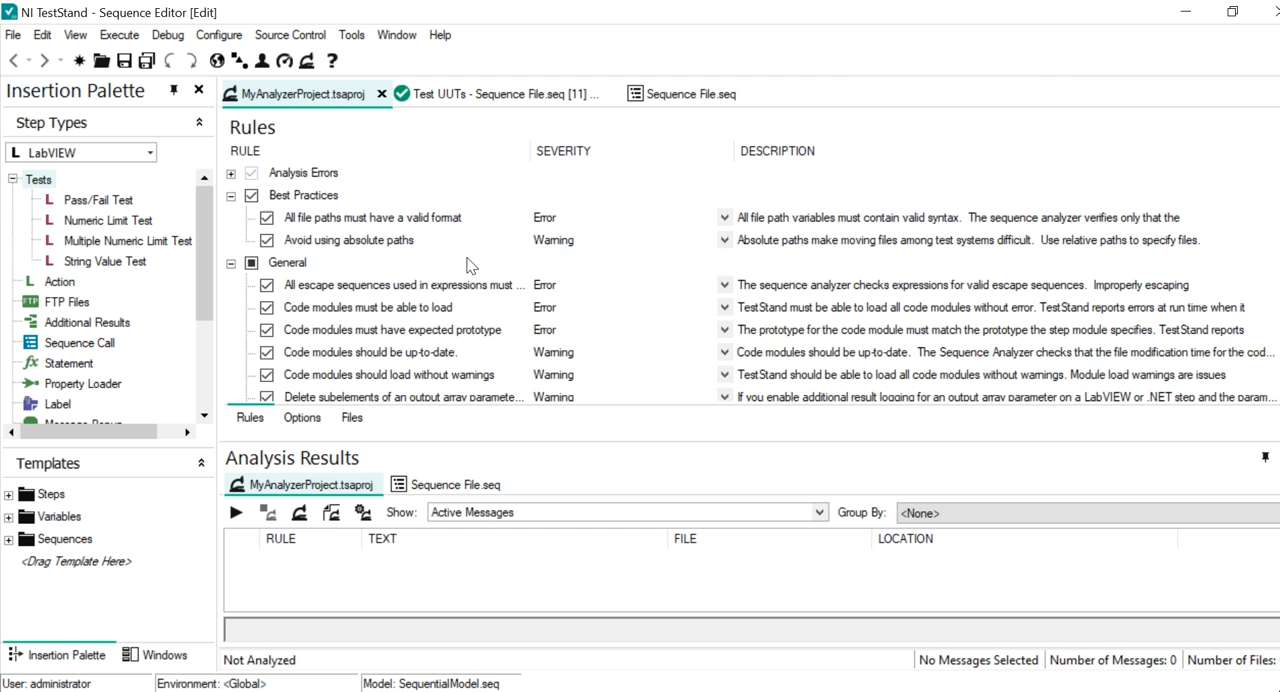 NI TestStand - Sequence Editor [Edit]
File Edit View Execute Debug Configure Source Control Tools Window Help
Insertion Palette
Step Types
L LabVIEW
Tests
L Pass/Fail Test
L Numeric Limit Test
L Multiple Numeric Limit Test
L String Value Test
L Action
FTP FTP Files
Additional Results
Sequence Call
fx Statement
Property Loader
Label
Message Popup
Templates
Steps
Variables
Sequences
<Drag Template Here>
Insertion Palette Windows
MyAnalyzerProject.tsaproj Test UUTs - Sequence File.seq [11] ... Sequence File.seq
Rules
RULE SEVERITY DESCRIPTION
Analysis Errors
Best Practices
All file paths must have a valid format Error All file path variables must contain valid syntax. The sequence analyzer verifies only that the
Avoid using absolute paths Warning Absolute paths make moving files among test systems difficult. Use relative paths to specify files.
General
All escape sequences used in expressions must ... Error The sequence analyzer checks expressions for valid escape sequences. Improperly escaping
Code modules must be able to load Error TestStand must be able to load all code modules without error. TestStand reports errors at run time when it
Code modules must have expected prototype Error The prototype for the code module must match the prototype the step module specifies. TestStand reports
Code modules should be up-to-date. Warning Code modules should be up-to-date. The Sequence Analyzer checks that the file modification time for the cod...
Code modules should load without warnings Warning TestStand should be able to load all code modules without warnings. Module load warnings are issues
Delete subelements of an output array paramete... Warning If you enable additional result logging for an output array parameter on a LabVIEW or .NET step and the param...
Rules Options Files
Analysis Results
MyAnalyzerProject.tsaproj Sequence File.seq
Show: Active Messages Group By: <None>
RULE TEXT FILE LOCATION
Not Analyzed No Messages Selected Number of Messages: 0 Number of Files:
User: administrator Environment: <Global> Model: SequentialModel.seq